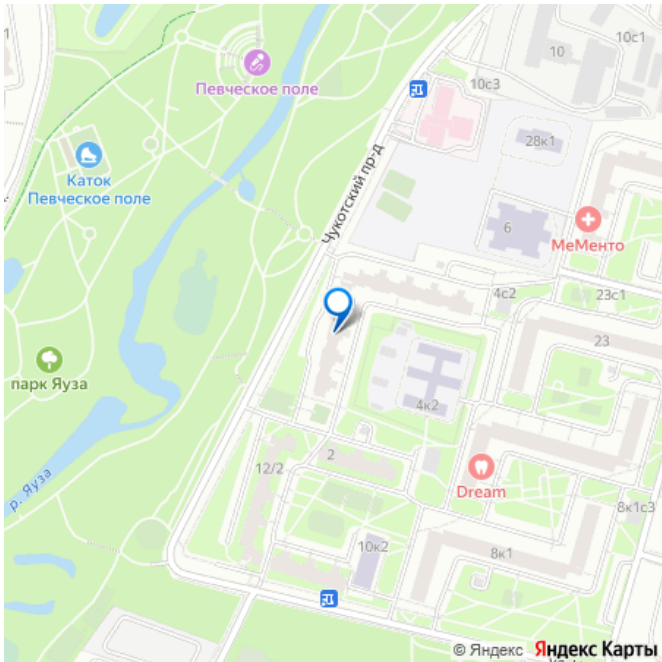 10с1
10
Певческое поле
10с3
28к1
Каток
Певческое поле
Чукотский пр-д
6
МеМенто
4с2
23с1
23
парк Яуза
4к2
2
12/2
Dream
р. Яуза
8к1с3
10к2
8к1
© Яндекс Яндекс Карты